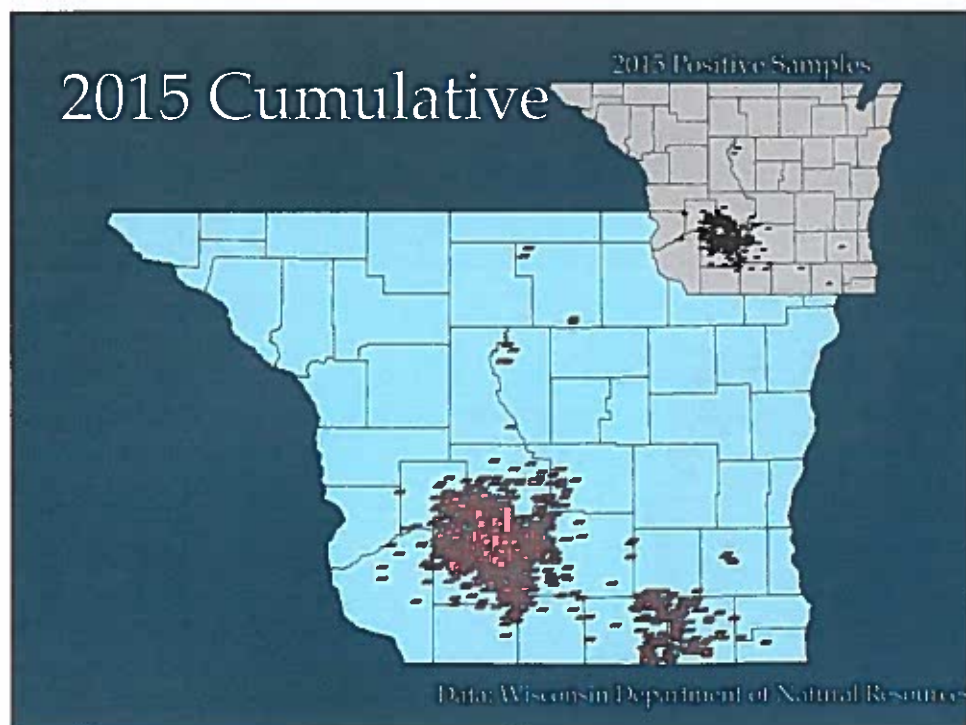 2015 Cumulative
2015 Positive Samples
Data: Wisconsin Department of Natural Resources